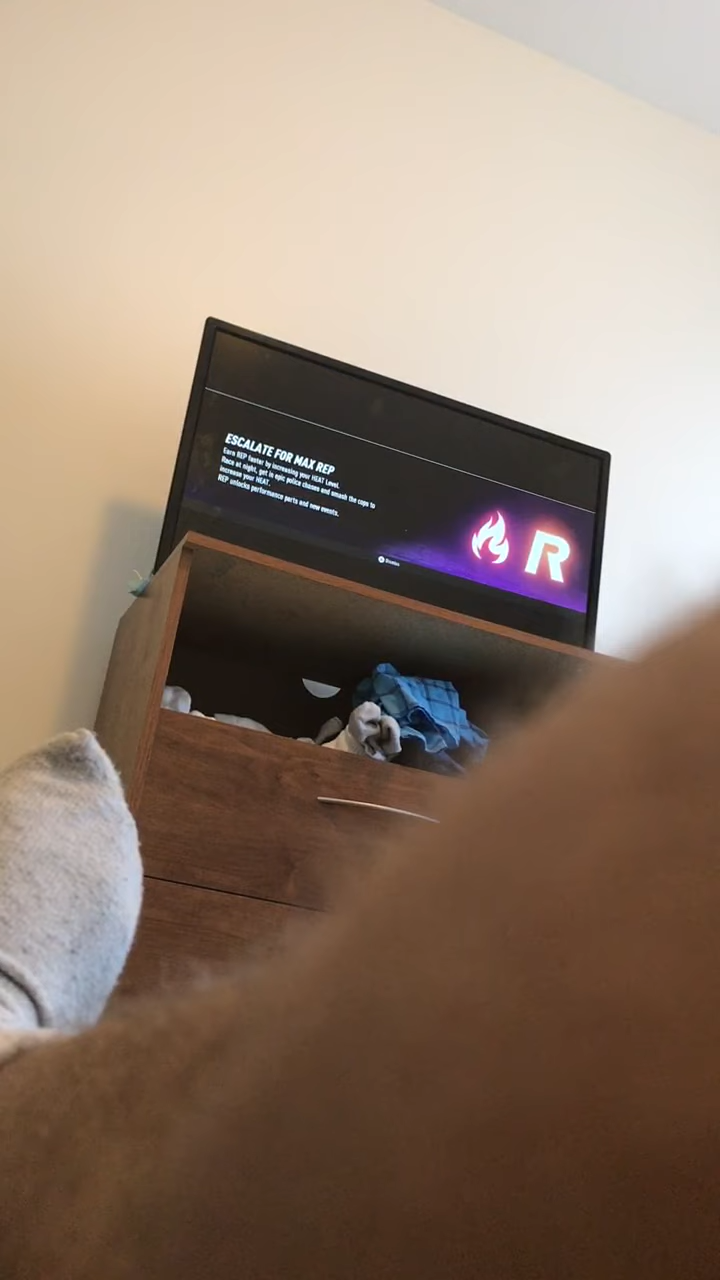 ESCALATE FOR MAX REP
Earn REP faster by increasing your HEAT Level.
Race at night, get in epic police chases and smash the cops to
increase your HEAT.
REP unlocks performance parts and new events.
R